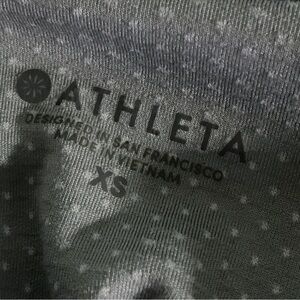 ATHLETA
DESIGNED IN SAN FRANCISCO
MADE IN VIETNAM
XS